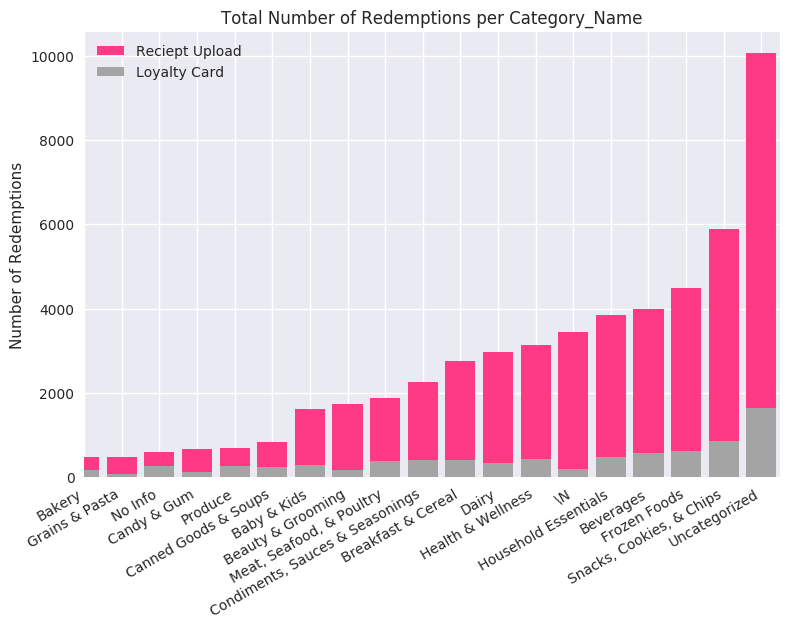 Total Number of Redemptions per Category_Name
Reciept Upload
Loyalty Card
Number of Redemptions
10000
8000
6000
4000
2000
0
Bakery
Grains & Pasta
No Info
Candy & Gum
Produce
Canned Goods & Soups
Baby & Kids
Beauty & Grooming
Meat, Seafood, & Poultry
Condiments, Sauces & Seasonings
Breakfast & Cereal
Dairy
Health & Wellness
\N
Household Essentials
Beverages
Frozen Foods
Snacks, Cookies, & Chips
Uncategorized